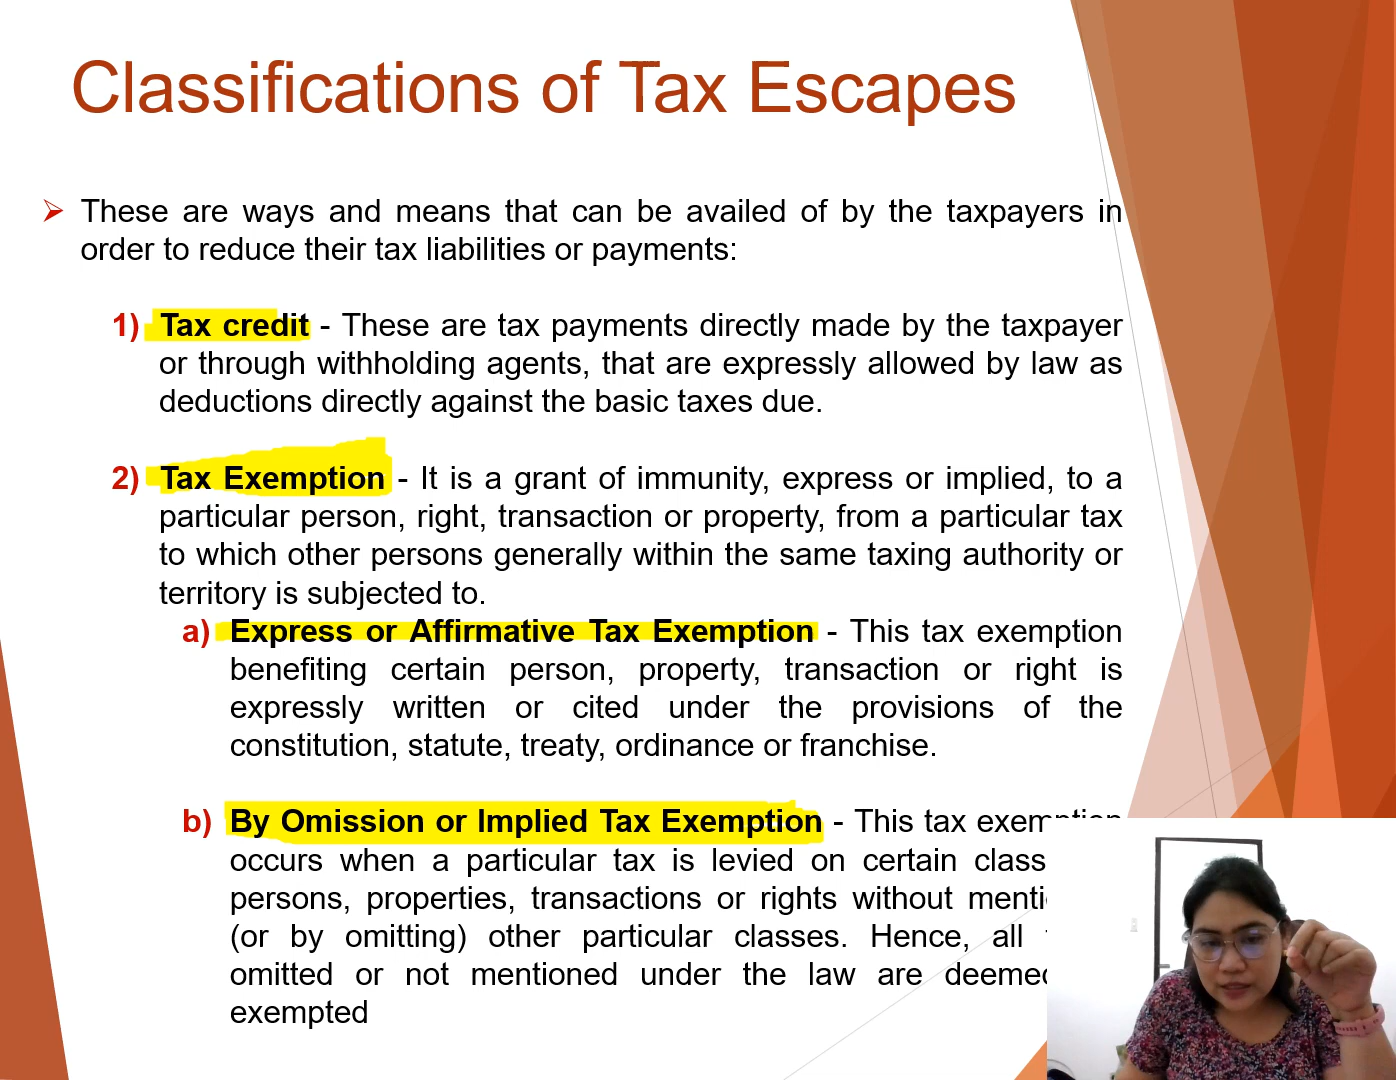 Classifications of Tax Escapes
These are ways and means that can be availed of by the taxpayers in
order to reduce their tax liabilities or payments:
1) Tax credit - These are tax payments directly made by the taxpayer
or through withholding agents, that are expressly allowed by law as
deductions directly against the basic taxes due.
2) Tax Exemption - It is a grant of immunity, express or implied, to a
particular person, right, transaction or property, from a particular tax
to which other persons generally within the same taxing authority or
territory is subjected to.
a) Express or Affirmative Tax Exemption - This tax exemption
benefiting certain person, property, transaction or right is
expressly written or cited under the provisions of the
constitution, statute, treaty, ordinance or franchise.
b) By Omission or Implied Tax Exemption - This tax exemption
occurs when a particular tax is levied on certain class
persons, properties, transactions or rights without
(or by omitting) other particular classes. Hence, all
omitted or not mentioned under the law are deemed
exempted